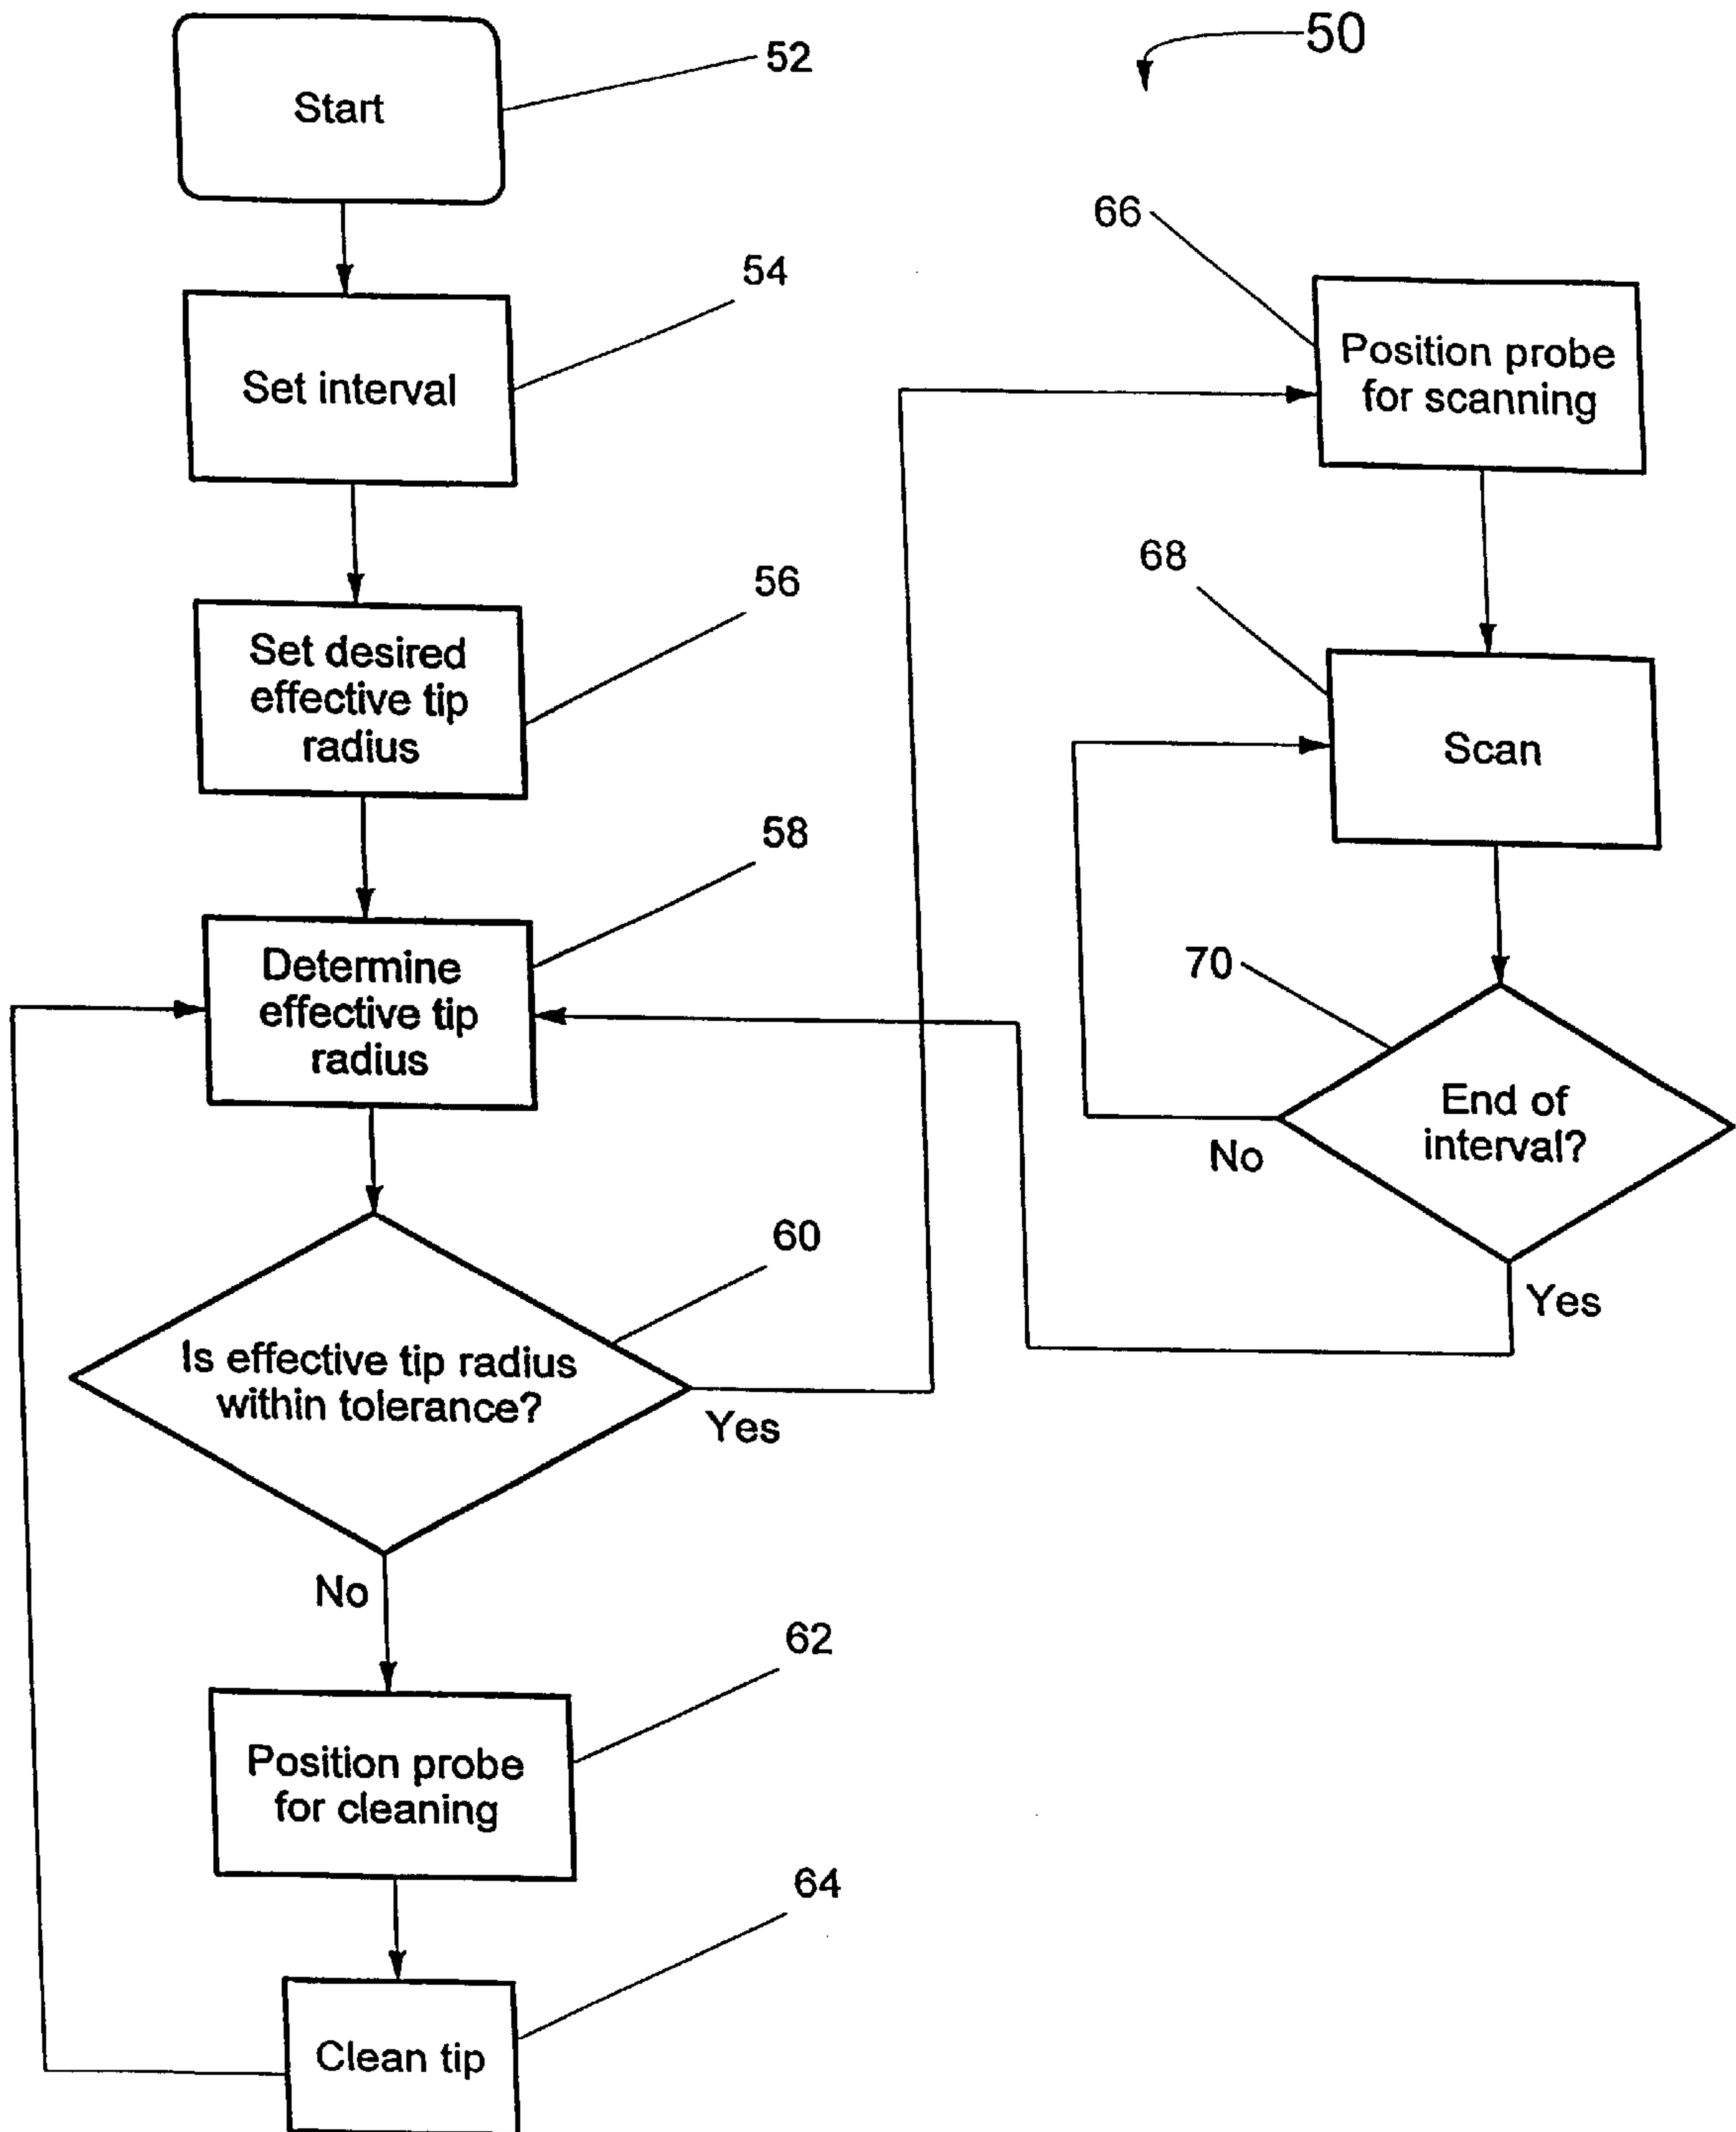 50
52
Start
54
Set interval
56
Set desired
effective tip
radius
58
Determine
effective tip
radius
60
Is effective tip radius
within tolerance?
Yes
No
62
Position probe
for cleaning
64
Clean tip
66
Position probe
for scanning
68
Scan
70
End of
interval?
No
Yes